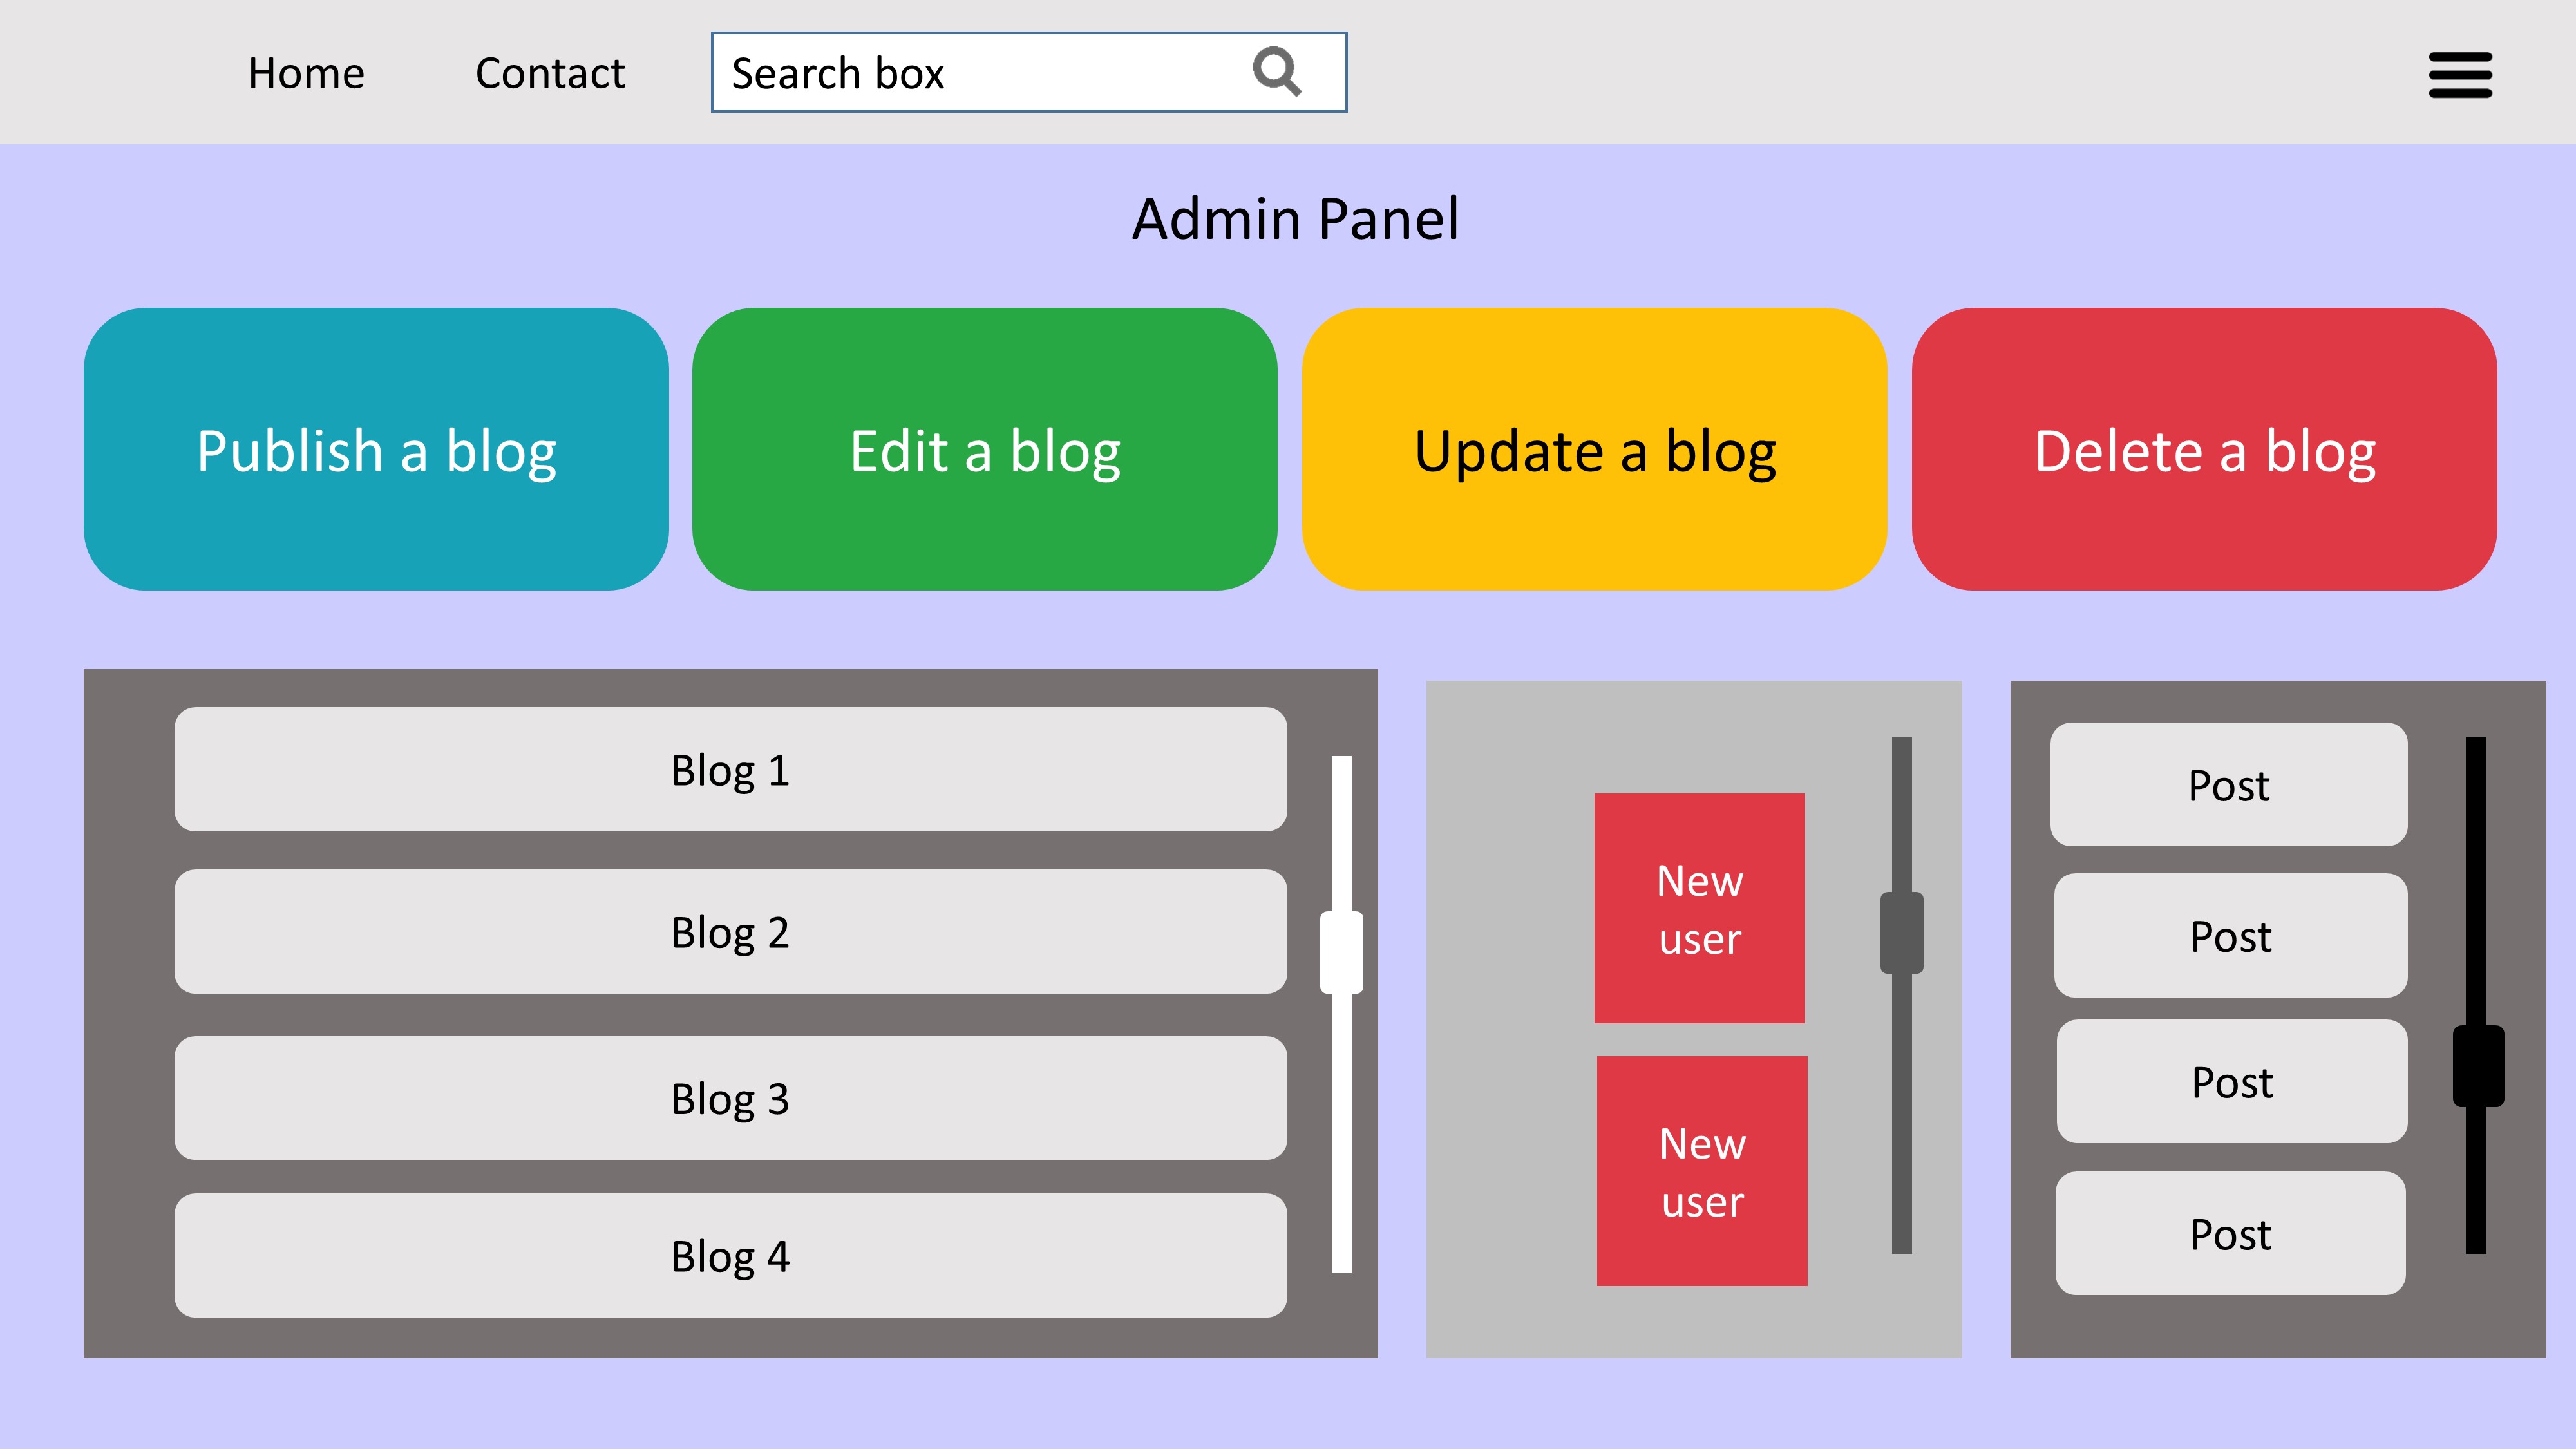 Home
Contact
Search box
Admin Panel
Publish a blog
Edit a blog
Update a blog
Delete a blog
Blog 1
Blog 2
Blog 3
Blog 4
New
user
New
user
Post
Post
Post
Post